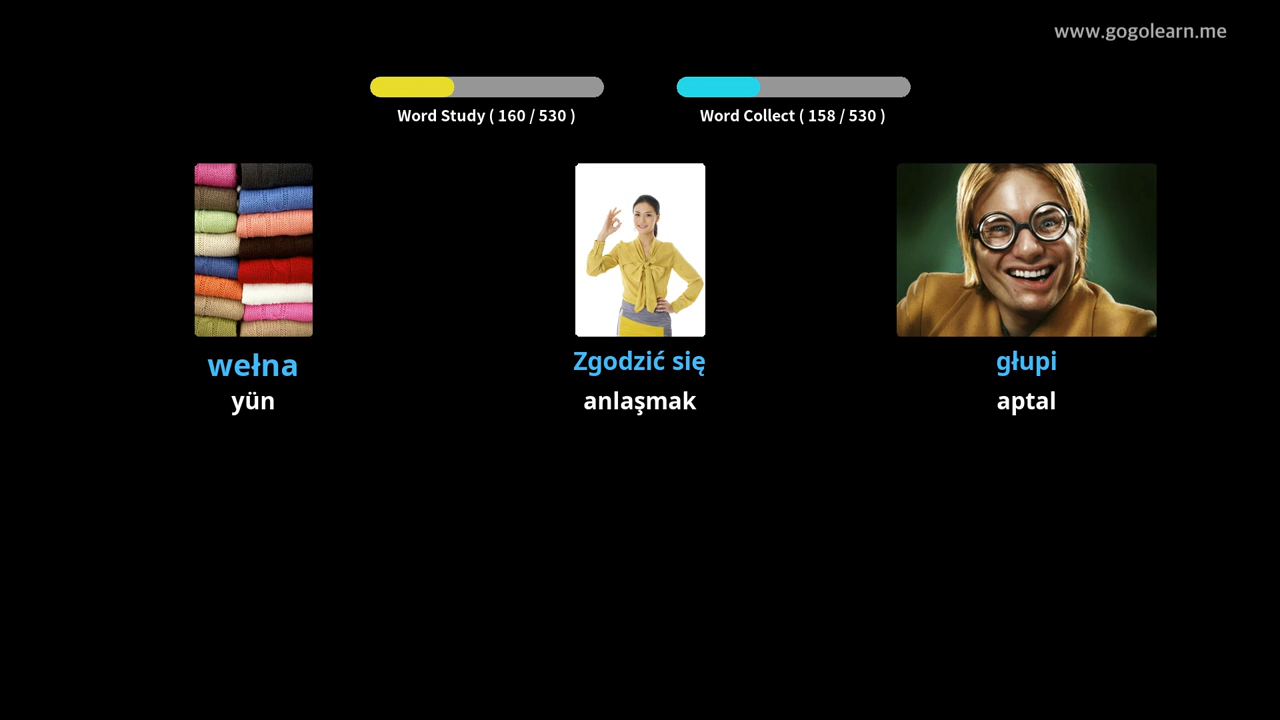 www.gogolearn.me
Word Study ( 160 / 530 )
Word Collect ( 158 / 530 )
wełna
Zgodzić się
głupi
yün
anlaşmak
aptal